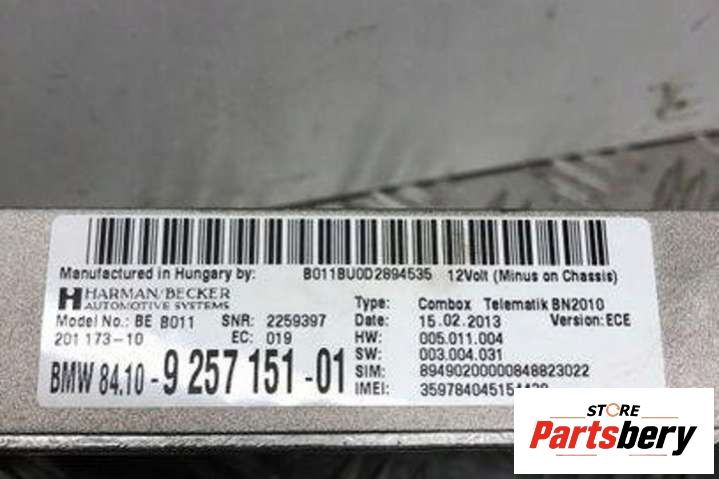 Manufactured in Hungary by: B011BU0D2894535 12Volt (Minus on Chassis)
HARMAN/BECKER
AUTOMOTIVE SYSTEMS
Type: Combox Telematik BN2010
Model No.: BE B011 SNR: 2259397 Date: 15.02.2013 Version: ECE
201 173-10 EC: 019 HW: 005.011.004
SW: 003.004.031
BMW 84.10 - 9 257 151 - 01
SIM: 89490200000848823022
IMEI:
STORE
Partsbery